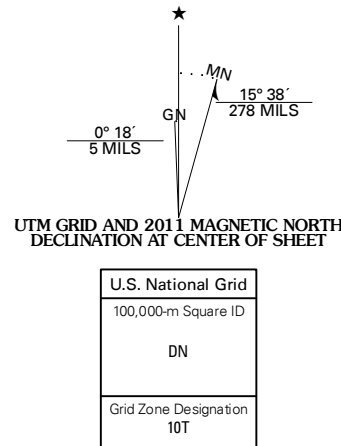 ★
MN
GN
15° 38´
278 MILS
0° 18´
5 MILS
UTM GRID AND 2011 MAGNETIC NORTH
DECLINATION AT CENTER OF SHEET
U.S. National Grid
100,000-m Square ID
DN
Grid Zone Designation
10T